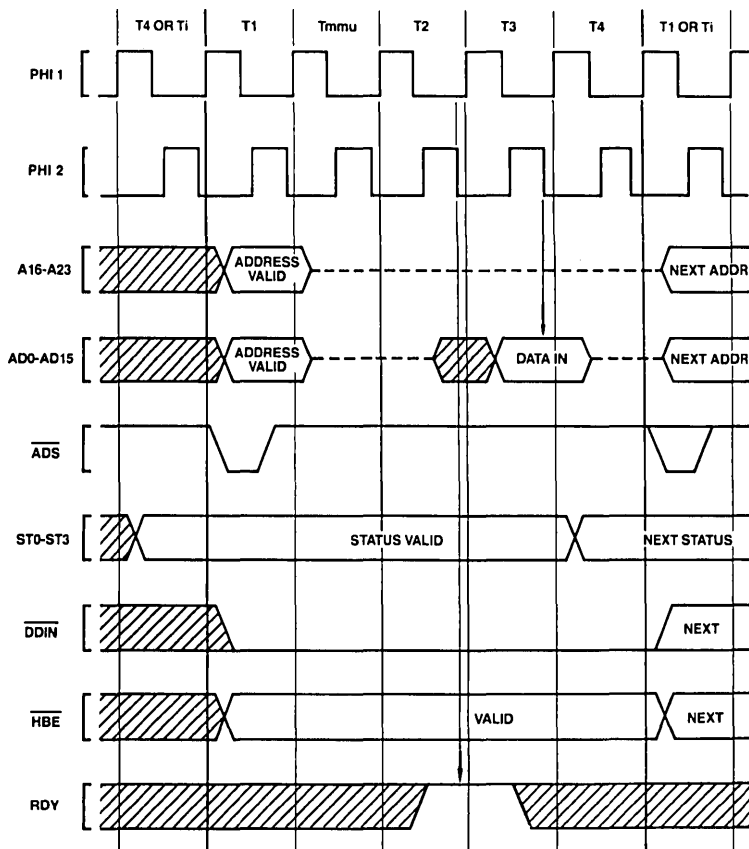 T4 OR Ti T1 Tmmu T2 T3 T4 T1 OR Ti
PHI 1
PHI 2
A16-A23
ADDRESS
VALID
NEXT ADDR
AD0-AD15
ADDRESS
VALID
DATA IN
NEXT ADDR
ADS
ST0-ST3
STATUS VALID
NEXT STATUS
DDIN
NEXT
HBE
VALID
NEXT
RDY